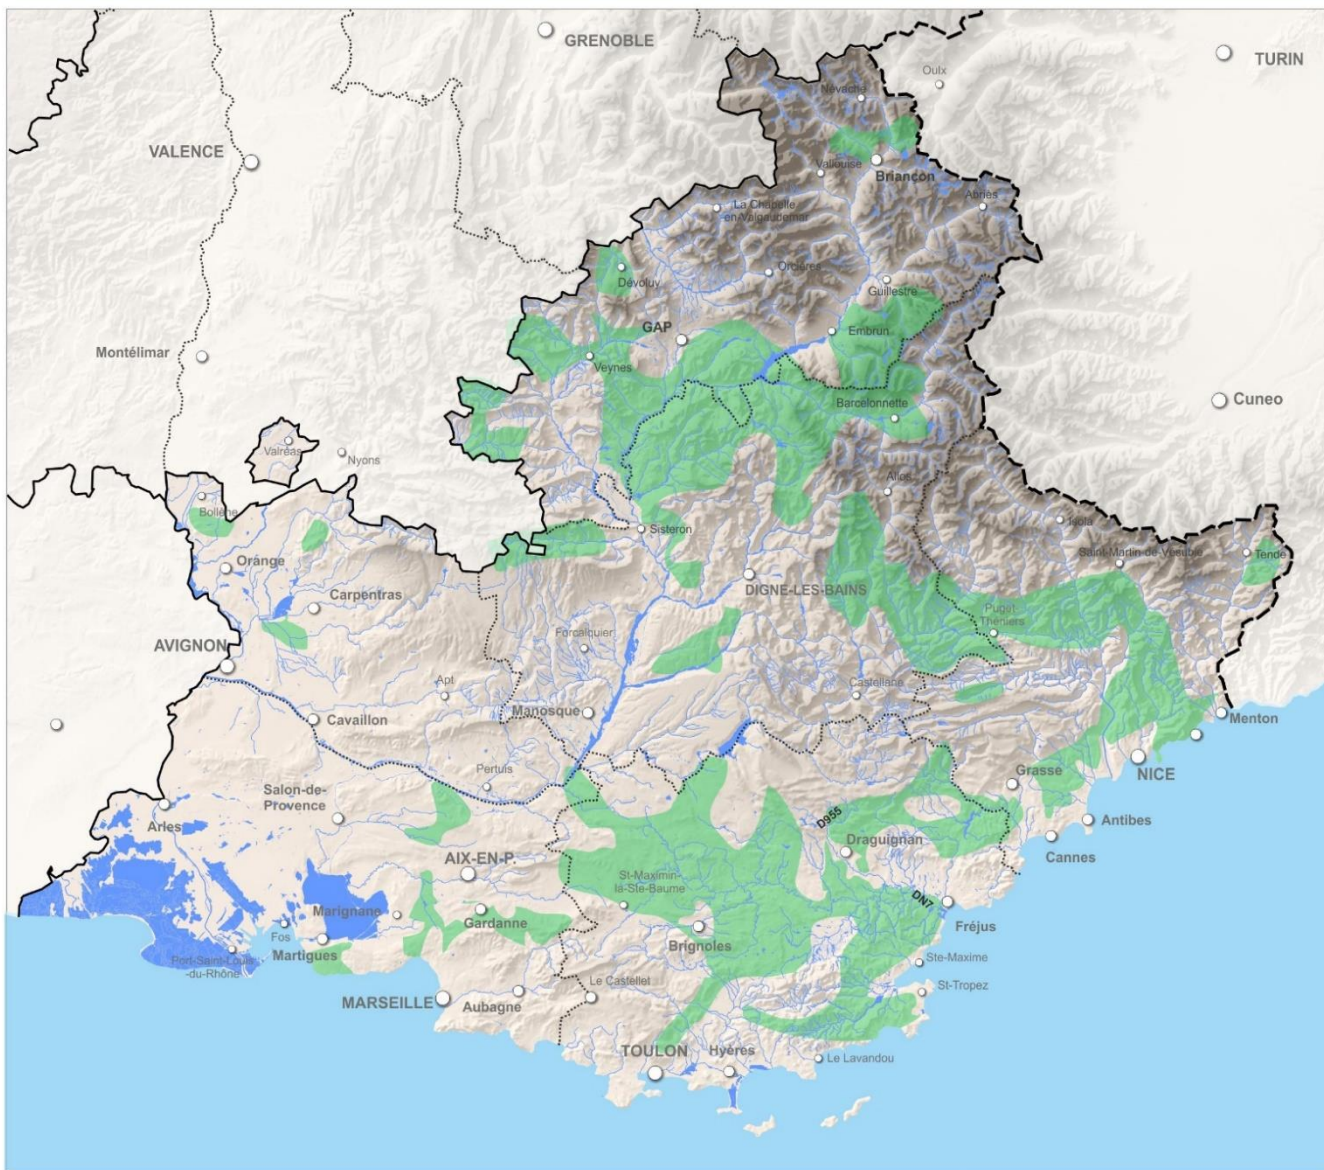 GRENOBLE
TURIN
Oulx
Névache
VALENCE
Vallouise
Briançon
Abriès
La Chapelle
-en-Valgaudemar
Orcières
Dévoluy
Guillestre
GAP
Embrun
Montélimar
Veynes
Cuneo
Barcelonnette
Valréas
Nyons
Allos
Bollène
Isola
Sisteron
Saint-Martin-de-Vésubie
Tende
Orange
DIGNE-LES-BAINS
Carpentras
Puget-
Théniers
Forcalquier
AVIGNON
Apt
Castellane
Manosque
Cavaillon
Menton
Pertuis
NICE
Grasse
Salon-de-
Provence
D955
Antibes
Arles
Draguignan
Cannes
AIX-EN-P.
St-Maximin-
la-Ste-Baume
DN7
Marignane
Gardanne
Fréjus
Fos
Brignoles
Martigues
Ste-Maxime
Port-Saint-Louis
-du-Rhône
Le Castellet
St-Tropez
MARSEILLE
Aubagne
TOULON
Hyères
Le Lavandou